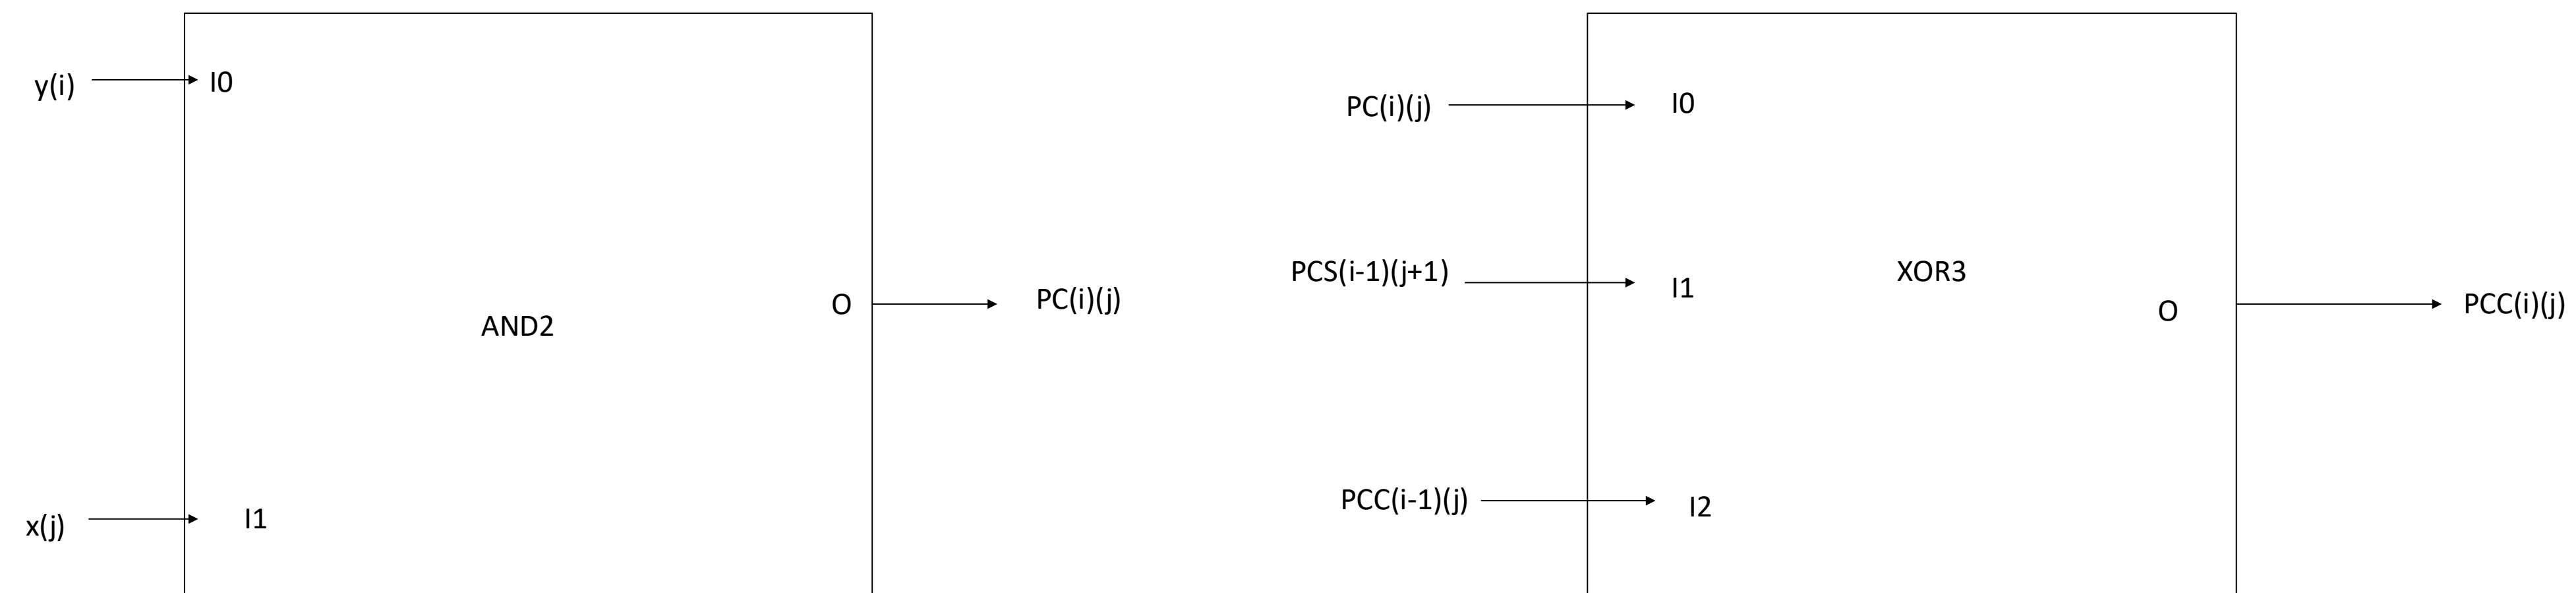 y(i)
I0
AND2
O
PC(i)(j)
x(j)
I1
PC(i)(j)
I0
PCS(i-1)(j+1)
I1
XOR3
O
PCC(i)(j)
PCC(i-1)(j)
I2